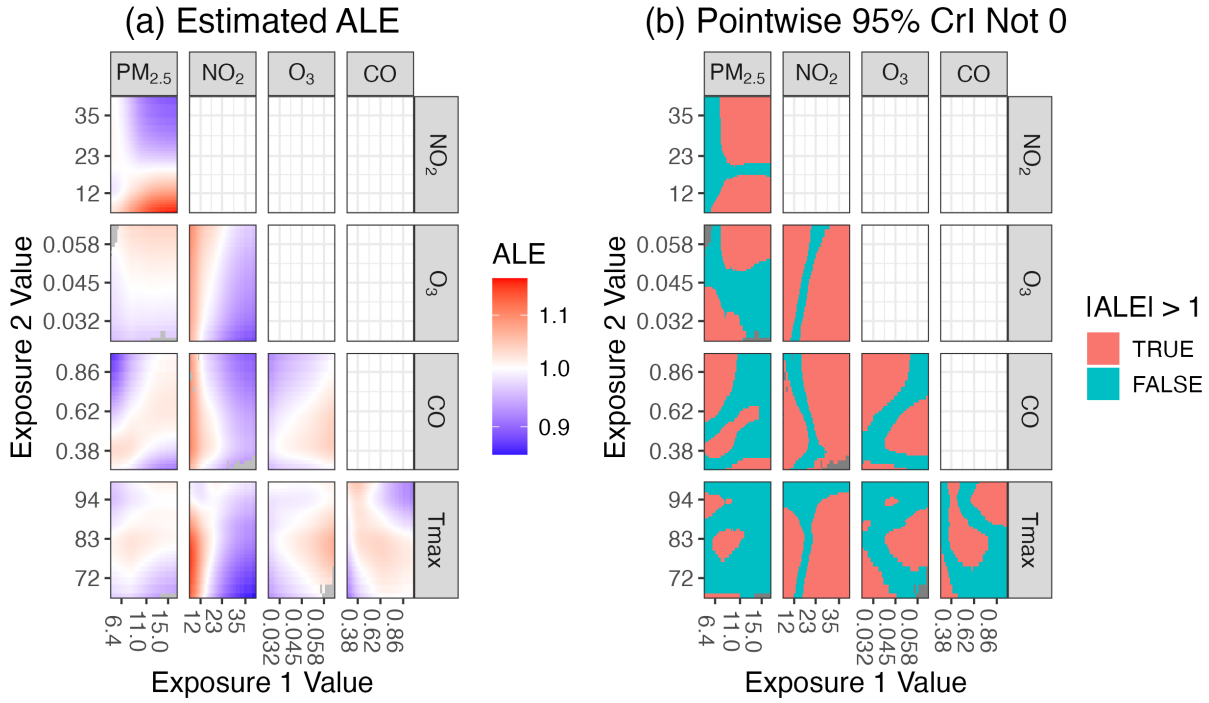 (a) Estimated ALE
(b) Pointwise 95% CrI Not 0
PM2.5 NO2 O3 CO
PM2.5 NO2 O3 CO
Exposure 2 Value
35
23
12
NO2
0.058
0.045
0.032
O3
0.86
0.62
0.38
CO
94
83
72
Tmax
6.4 11.0 15.0
12 23 35
0.032 0.045 0.058
0.38 0.62 0.86
Exposure 1 Value
ALE
1.1
1.0
0.9
Exposure 2 Value
35
23
12
NO2
0.058
0.045
0.032
O3
0.86
0.62
0.38
CO
94
83
72
Tmax
6.4 11.0 15.0
12 23 35
0.032 0.045 0.058
0.38 0.62 0.86
Exposure 1 Value
|ALE| > 1
TRUE
FALSE